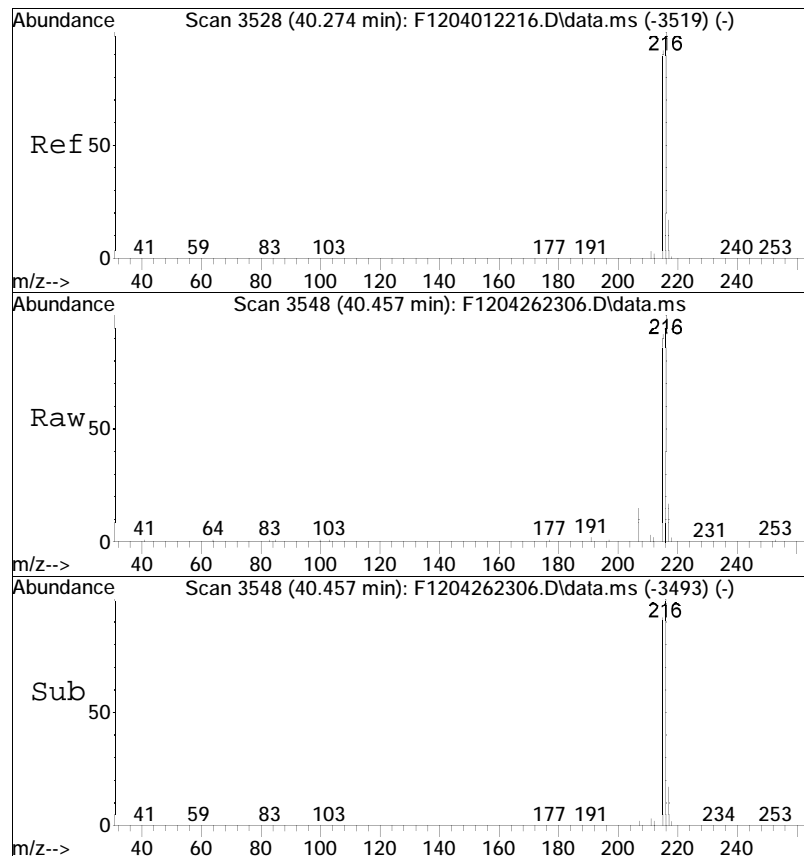 Abundance Scan 3528 (40.274 min): F1204012216.D\data.ms (-3519) (-)
216
Ref 50
41 59 83 103 177 191 240 253
0
m/z--> 40 60 80 100 120 140 160 180 200 220 240
Abundance Scan 3548 (40.457 min): F1204262306.D\data.ms
216
Raw 50
41 64 83 103 177 191 231 253
0
m/z--> 40 60 80 100 120 140 160 180 200 220 240
Abundance Scan 3548 (40.457 min): F1204262306.D\data.ms (-3493) (-)
216
Sub 50
41 59 83 103 177 191 234 253
0
m/z--> 40 60 80 100 120 140 160 180 200 220 240